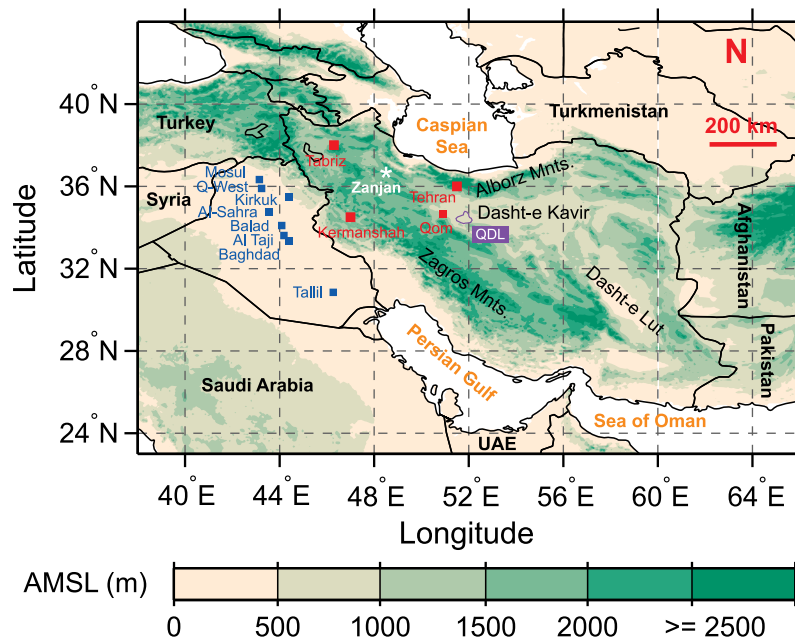 N
40°N
Turkmenistan
Caspian
Sea
200 km
Turkey
Tabriz
Mosul
Zanjan
Alborz Mnts.
36°N
Q-West
Tehran
Syria
Kirkuk
Al-Sahra
Dasht-e Kavir
Balad
Kermanshah
Qom
Al Taji
QDL
Baghdad
Afghanistan
Latitude
32°N
Zagros Mnts.
Dasht-e Lut
Tallil
28°N
Persian Gulf
Pakistan
Saudi Arabia
Sea of Oman
24°N
UAE
40°E 44°E 48°E 52°E 56°E 60°E 64°E
Longitude
AMSL (m)
0 500 1000 1500 2000 >= 2500